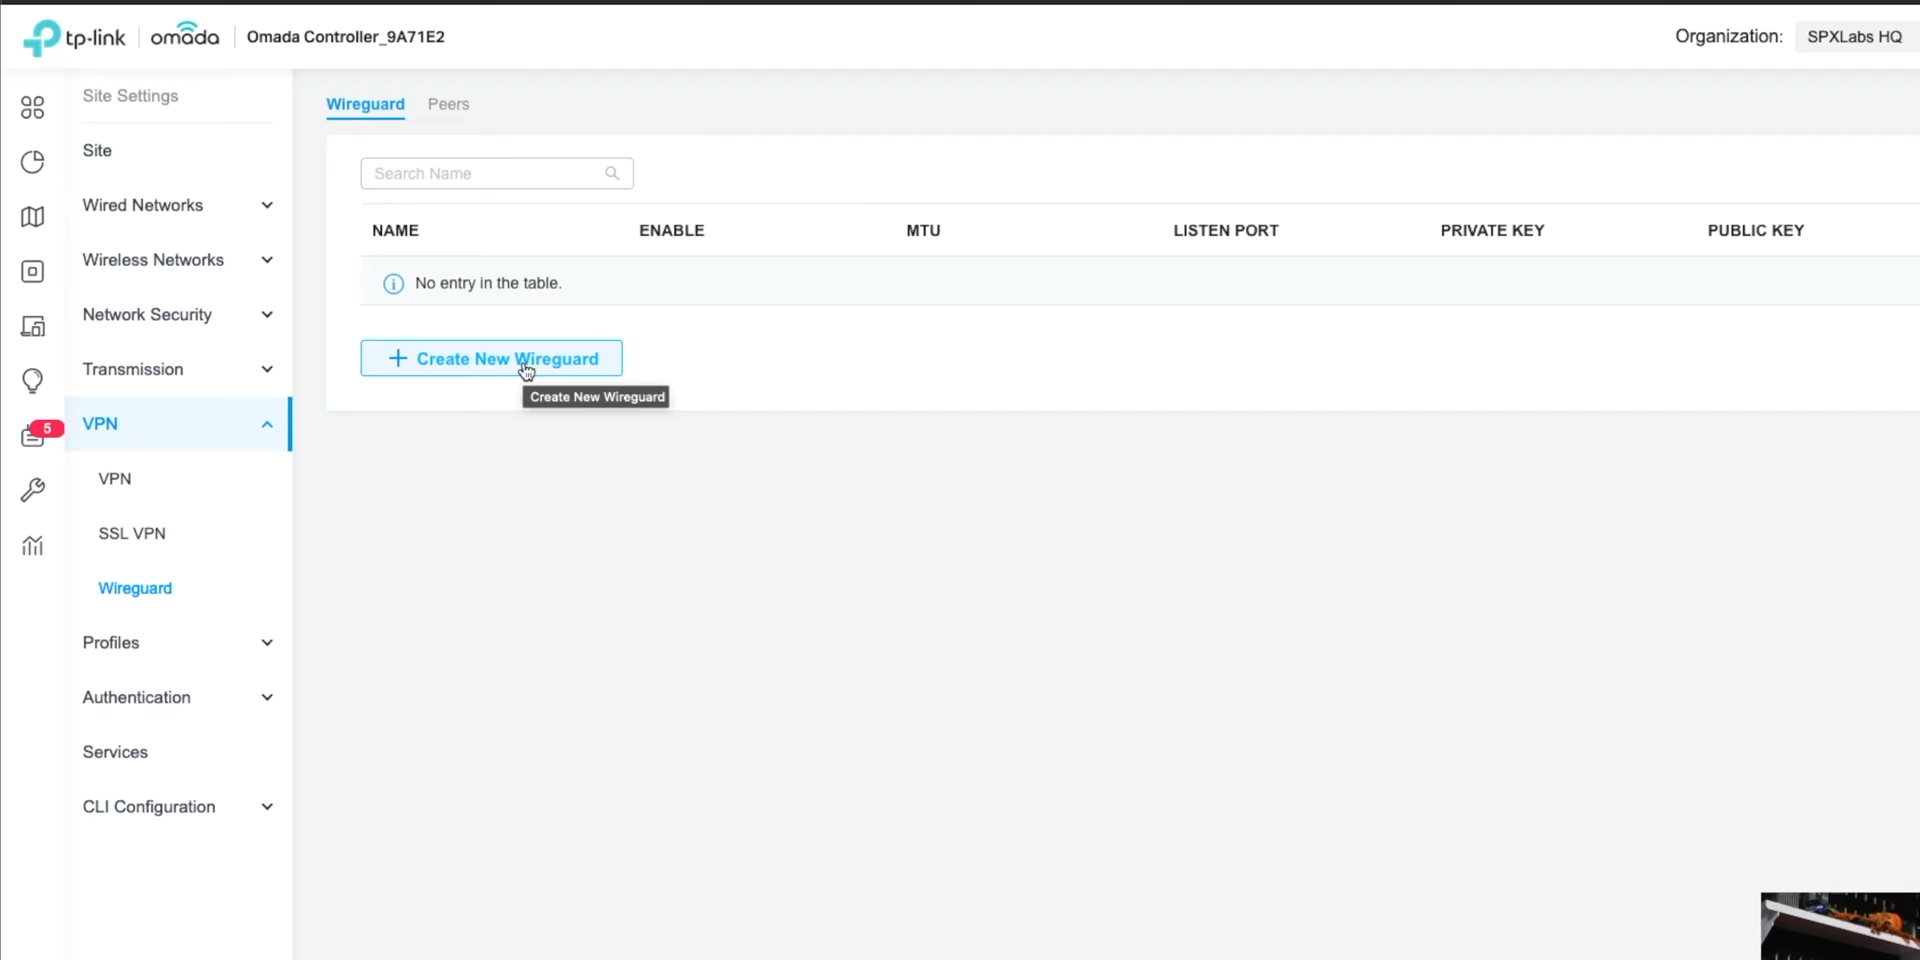 tp-link
omada
Omada Controller_9A71E2
Organization:
SPXLabs HQ
Site Settings
Site
Wired Networks
Wireless Networks
Network Security
Transmission
VPN
VPN
SSL VPN
Wireguard
Profiles
Authentication
Services
CLI Configuration
5
Wireguard
Peers
Search Name
NAME
ENABLE
MTU
LISTEN PORT
PRIVATE KEY
PUBLIC KEY
No entry in the table.
Create New Wireguard
Create New Wireguard